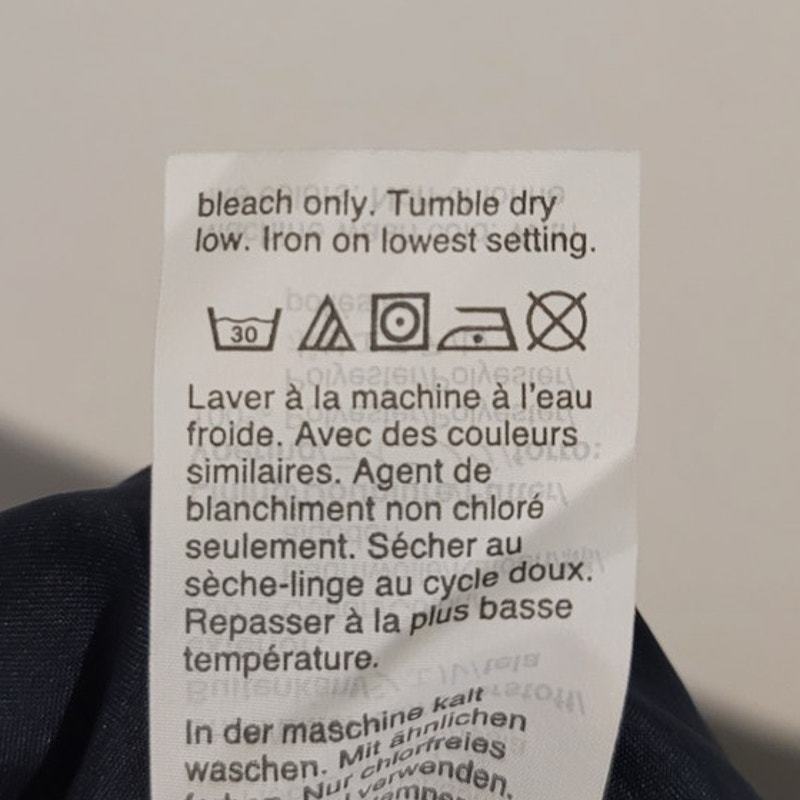 bleach only. Tumble dry
low. Iron on lowest setting.
30
Laver à la machine à l'eau
froide. Avec des couleurs
similaires. Agent de
blanchiment non chloré
seulement. Sécher au
sèche-linge au cycle doux.
Repasser à la plus basse
température.
In der maschine kalt
waschen. Mit ähnlichen
farben. Nur chlorfreies
verwenden.